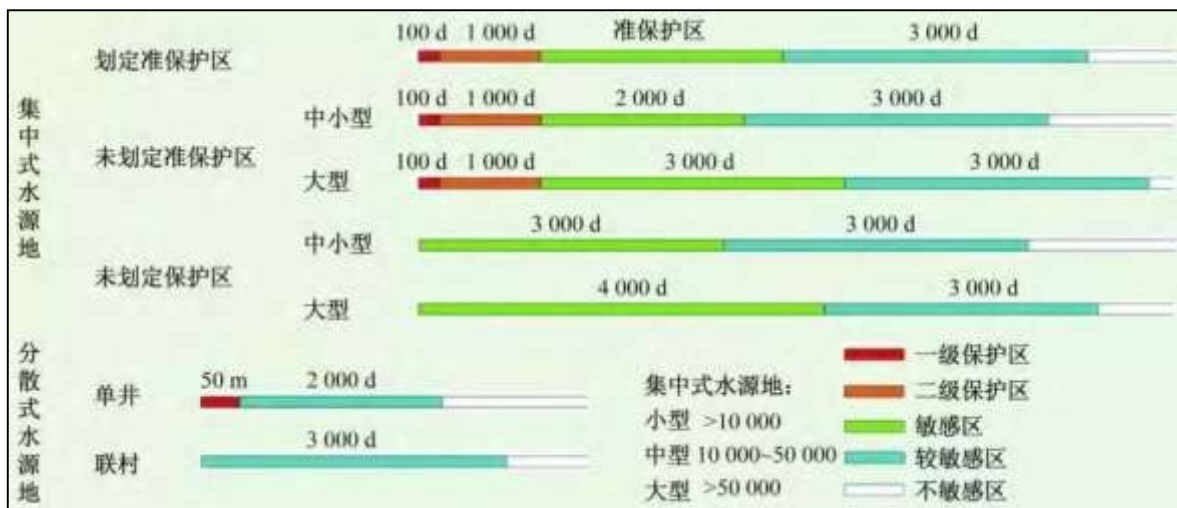 集中式水源地
划定准保护区
100 d 1 000 d 准保护区 3 000 d
未划定准保护区
中小型
100 d 1 000 d 2 000 d 3 000 d
大型
100 d 1 000 d 3 000 d 3 000 d
未划定保护区
中小型
3 000 d 3 000 d
大型
4 000 d 3 000 d
分散式水源地
单井
50 m 2 000 d
联村
3 000 d
集中式水源地:
小型 >10 000
中型 10 000~50 000
大型 >50 000
一级保护区
二级保护区
敏感区
较敏感区
不敏感区